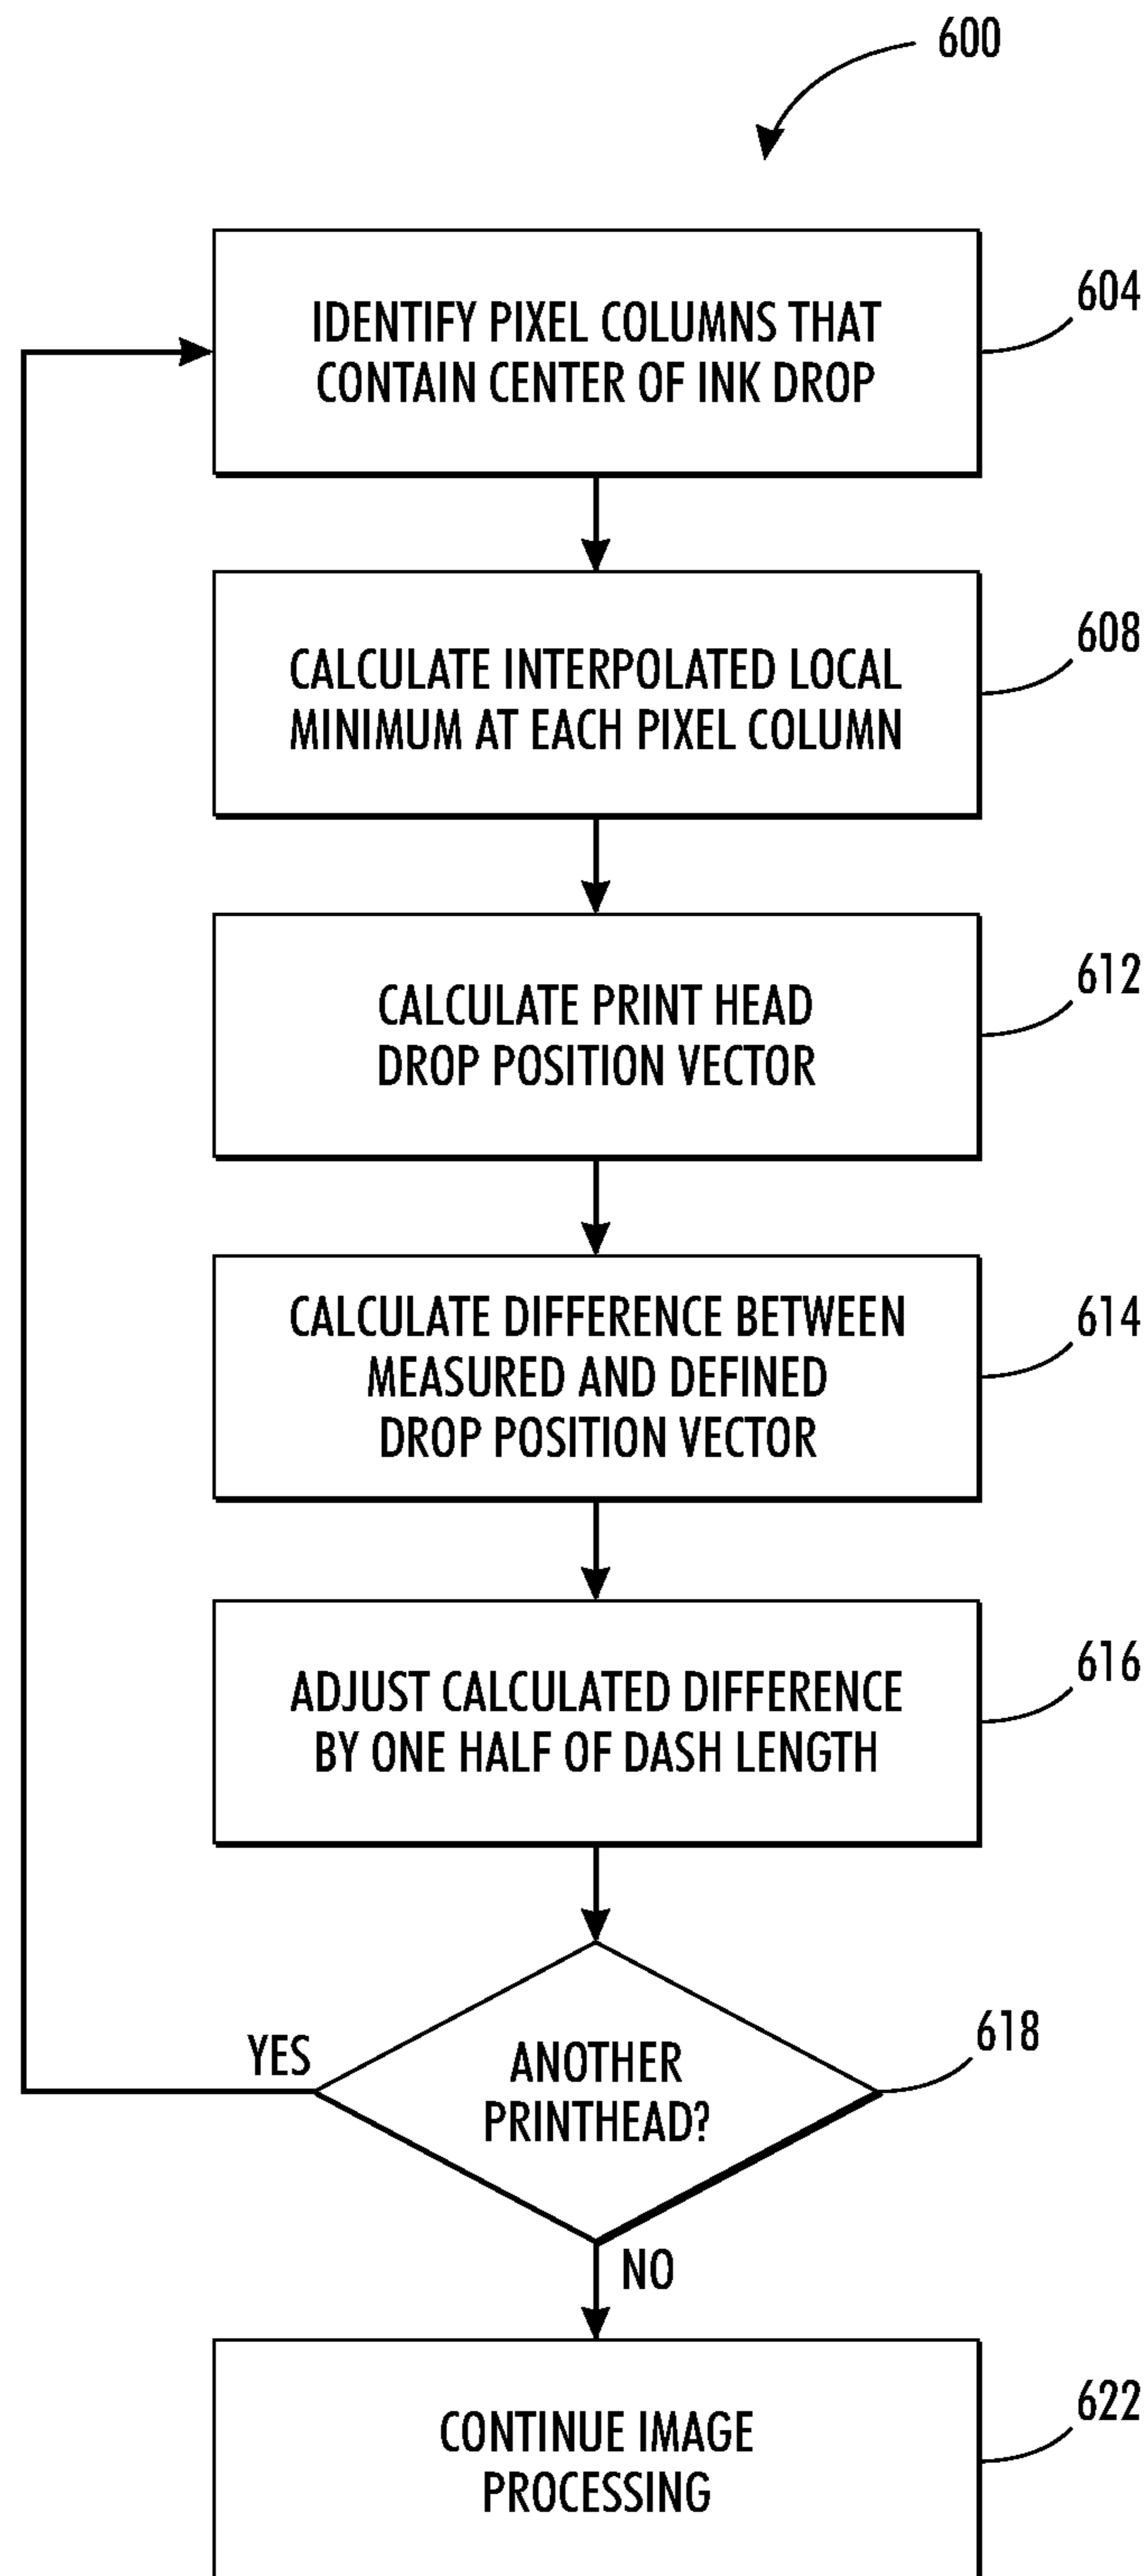 600
IDENTIFY PIXEL COLUMNS THAT
CONTAIN CENTER OF INK DROP
604
CALCULATE INTERPOLATED LOCAL
MINIMUM AT EACH PIXEL COLUMN
608
CALCULATE PRINT HEAD
DROP POSITION VECTOR
612
CALCULATE DIFFERENCE BETWEEN
MEASURED AND DEFINED
DROP POSITION VECTOR
614
ADJUST CALCULATED DIFFERENCE
BY ONE HALF OF DASH LENGTH
616
YES
ANOTHER
PRINTHEAD?
618
NO
CONTINUE IMAGE
PROCESSING
622